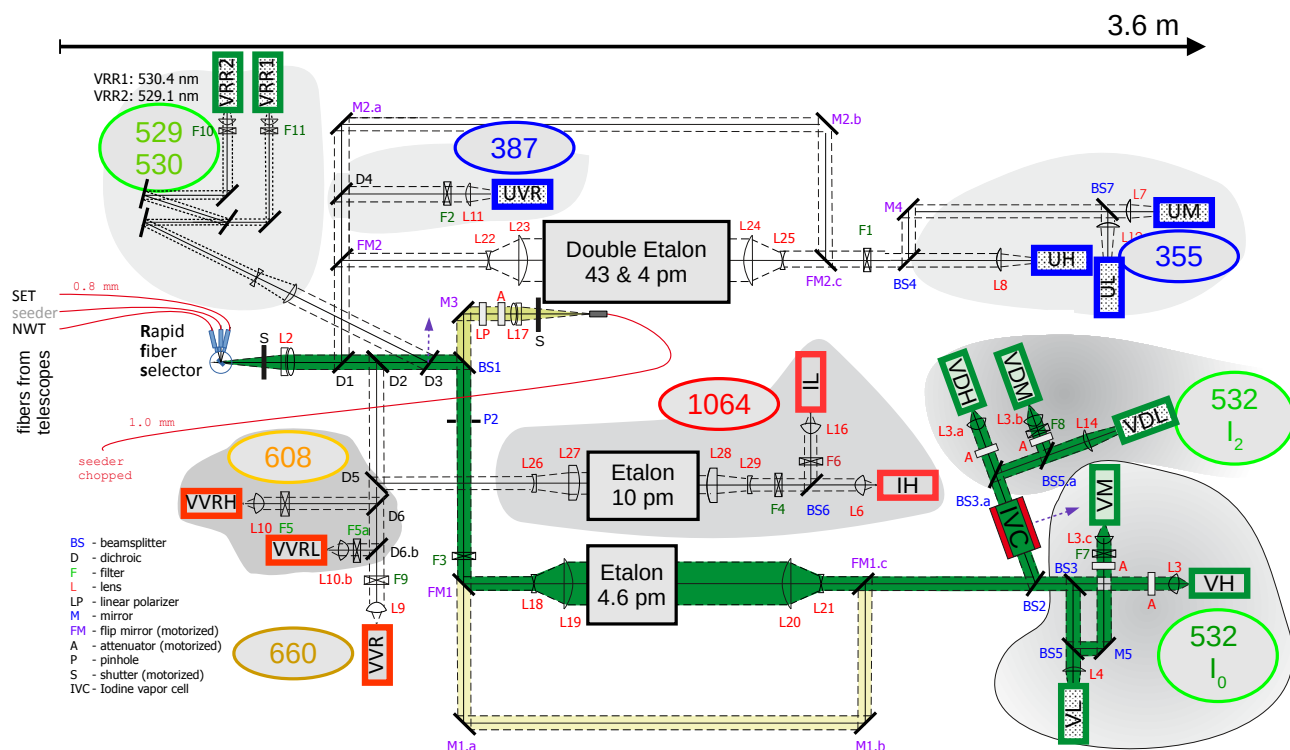 3.6 m
VRR1: 530.4 nm
VRR2: 529.1 nm
VRR2
VRR1
F10
F11
529
530
M2.a
M2.b
387
D4
UVR
F2
L11
FM2
L22
L23
Double Etalon
43 & 4 pm
L24
L25
FM2.c
F1
M4
BS4
BS7
L7
UM
L8
UH
UL
355
SET
seeder
NWT
0.8 mm
fibers from
telescopes
Rapid
fiber
selector
S
L2
D1
D2
D3
M3
A
LP
L17
S
BS1
P2
1.0 mm
seeder
chopped
1064
IL
L16
F6
L26
L27
Etalon
10 pm
L28
L29
F4
BS6
L6
IH
VDH
VDM
VDL
L3.a
L3.b
F8
L14
A
A
BS3.a
BS5.a
532
I2
IVC
608
D5
D6
VVRH
L10
F5
F5a
VVRL
L10.b
D6.b
F9
L9
VVR
660
F3
FM1
L18
L19
Etalon
4.6 pm
L20
L21
FM1.c
BS2
VM
L3.c
F7
A
BS3
L3
A
VH
BS5
M5
L4
VL
532
I0
M1.a
M1.b
BS - beamsplitter
D - dichroic
F - filter
L - lens
LP - linear polarizer
M - mirror
FM - flip mirror (motorized)
A - attenuator (motorized)
P - pinhole
S - shutter (motorized)
IVC - Iodine vapor cell